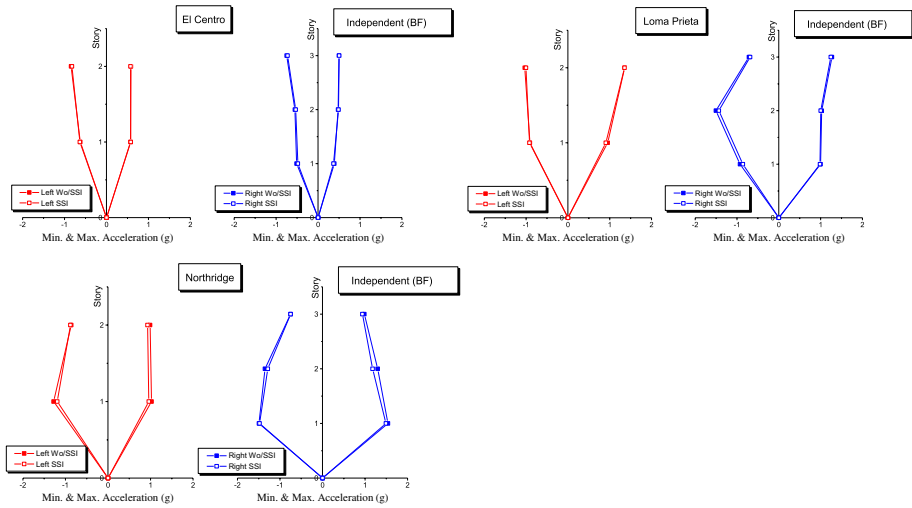 El Centro
Independent (BF)
Story
2
1
0
Left Wo/SSI
Left SSI
-2 -1 0 1 2
Min. & Max. Acceleration (g)
Story
3
2
1
0
Right Wo/SSI
Right SSI
-2 -1 0 1 2
Min. & Max. Acceleration (g)
Loma Prieta
Independent (BF)
Story
2
1
0
Left Wo/SSI
Left SSI
-2 -1 0 1 2
Min. & Max. Acceleration (g)
Story
3
2
1
0
Right Wo/SSI
Right SSI
-2 -1 0 1 2
Min. & Max. Acceleration (g)
Northridge
Independent (BF)
Story
2
1
0
Left Wo/SSI
Left SSI
-2 -1 0 1 2
Min. & Max. Acceleration (g)
Story
3
2
1
0
Right Wo/SSI
Right SSI
-2 -1 0 1 2
Min. & Max. Acceleration (g)